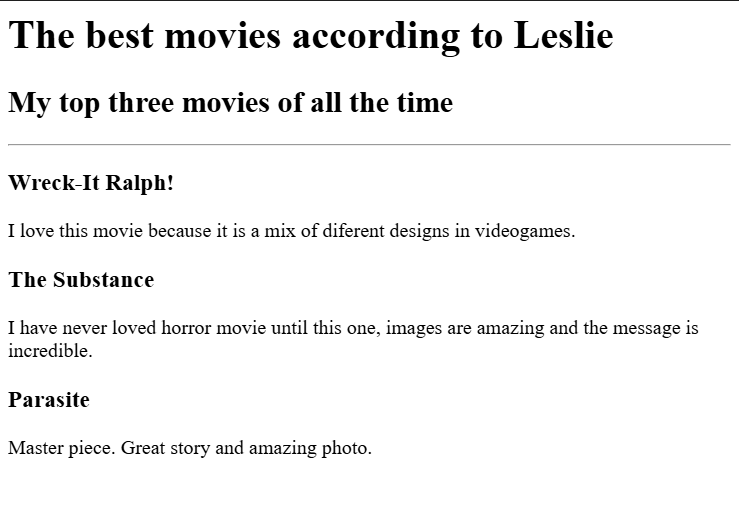 The best movies according to Leslie
My top three movies of all the time
Wreck-It Ralph!
I love this movie because it is a mix of diferent designs in videogames.
The Substance
I have never loved horror movie until this one, images are amazing and the message is
incredible.
Parasite
Master piece. Great story and amazing photo.